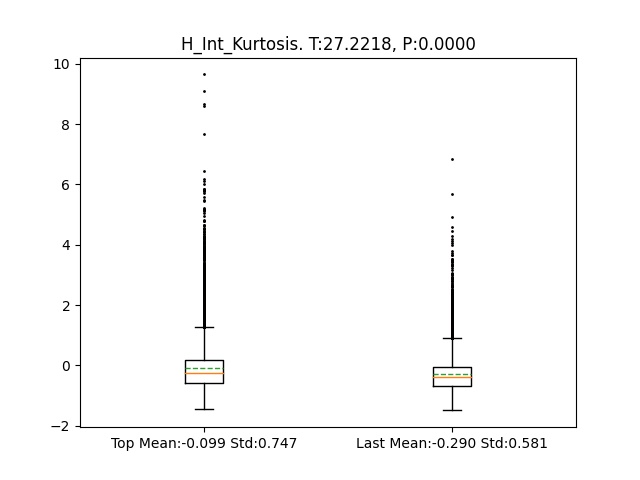 H_Int_Kurtosis. T:27.2218, P:0.0000
10
8
6
4
2
0
−2
Top Mean:-0.099 Std:0.747
Last Mean:-0.290 Std:0.581